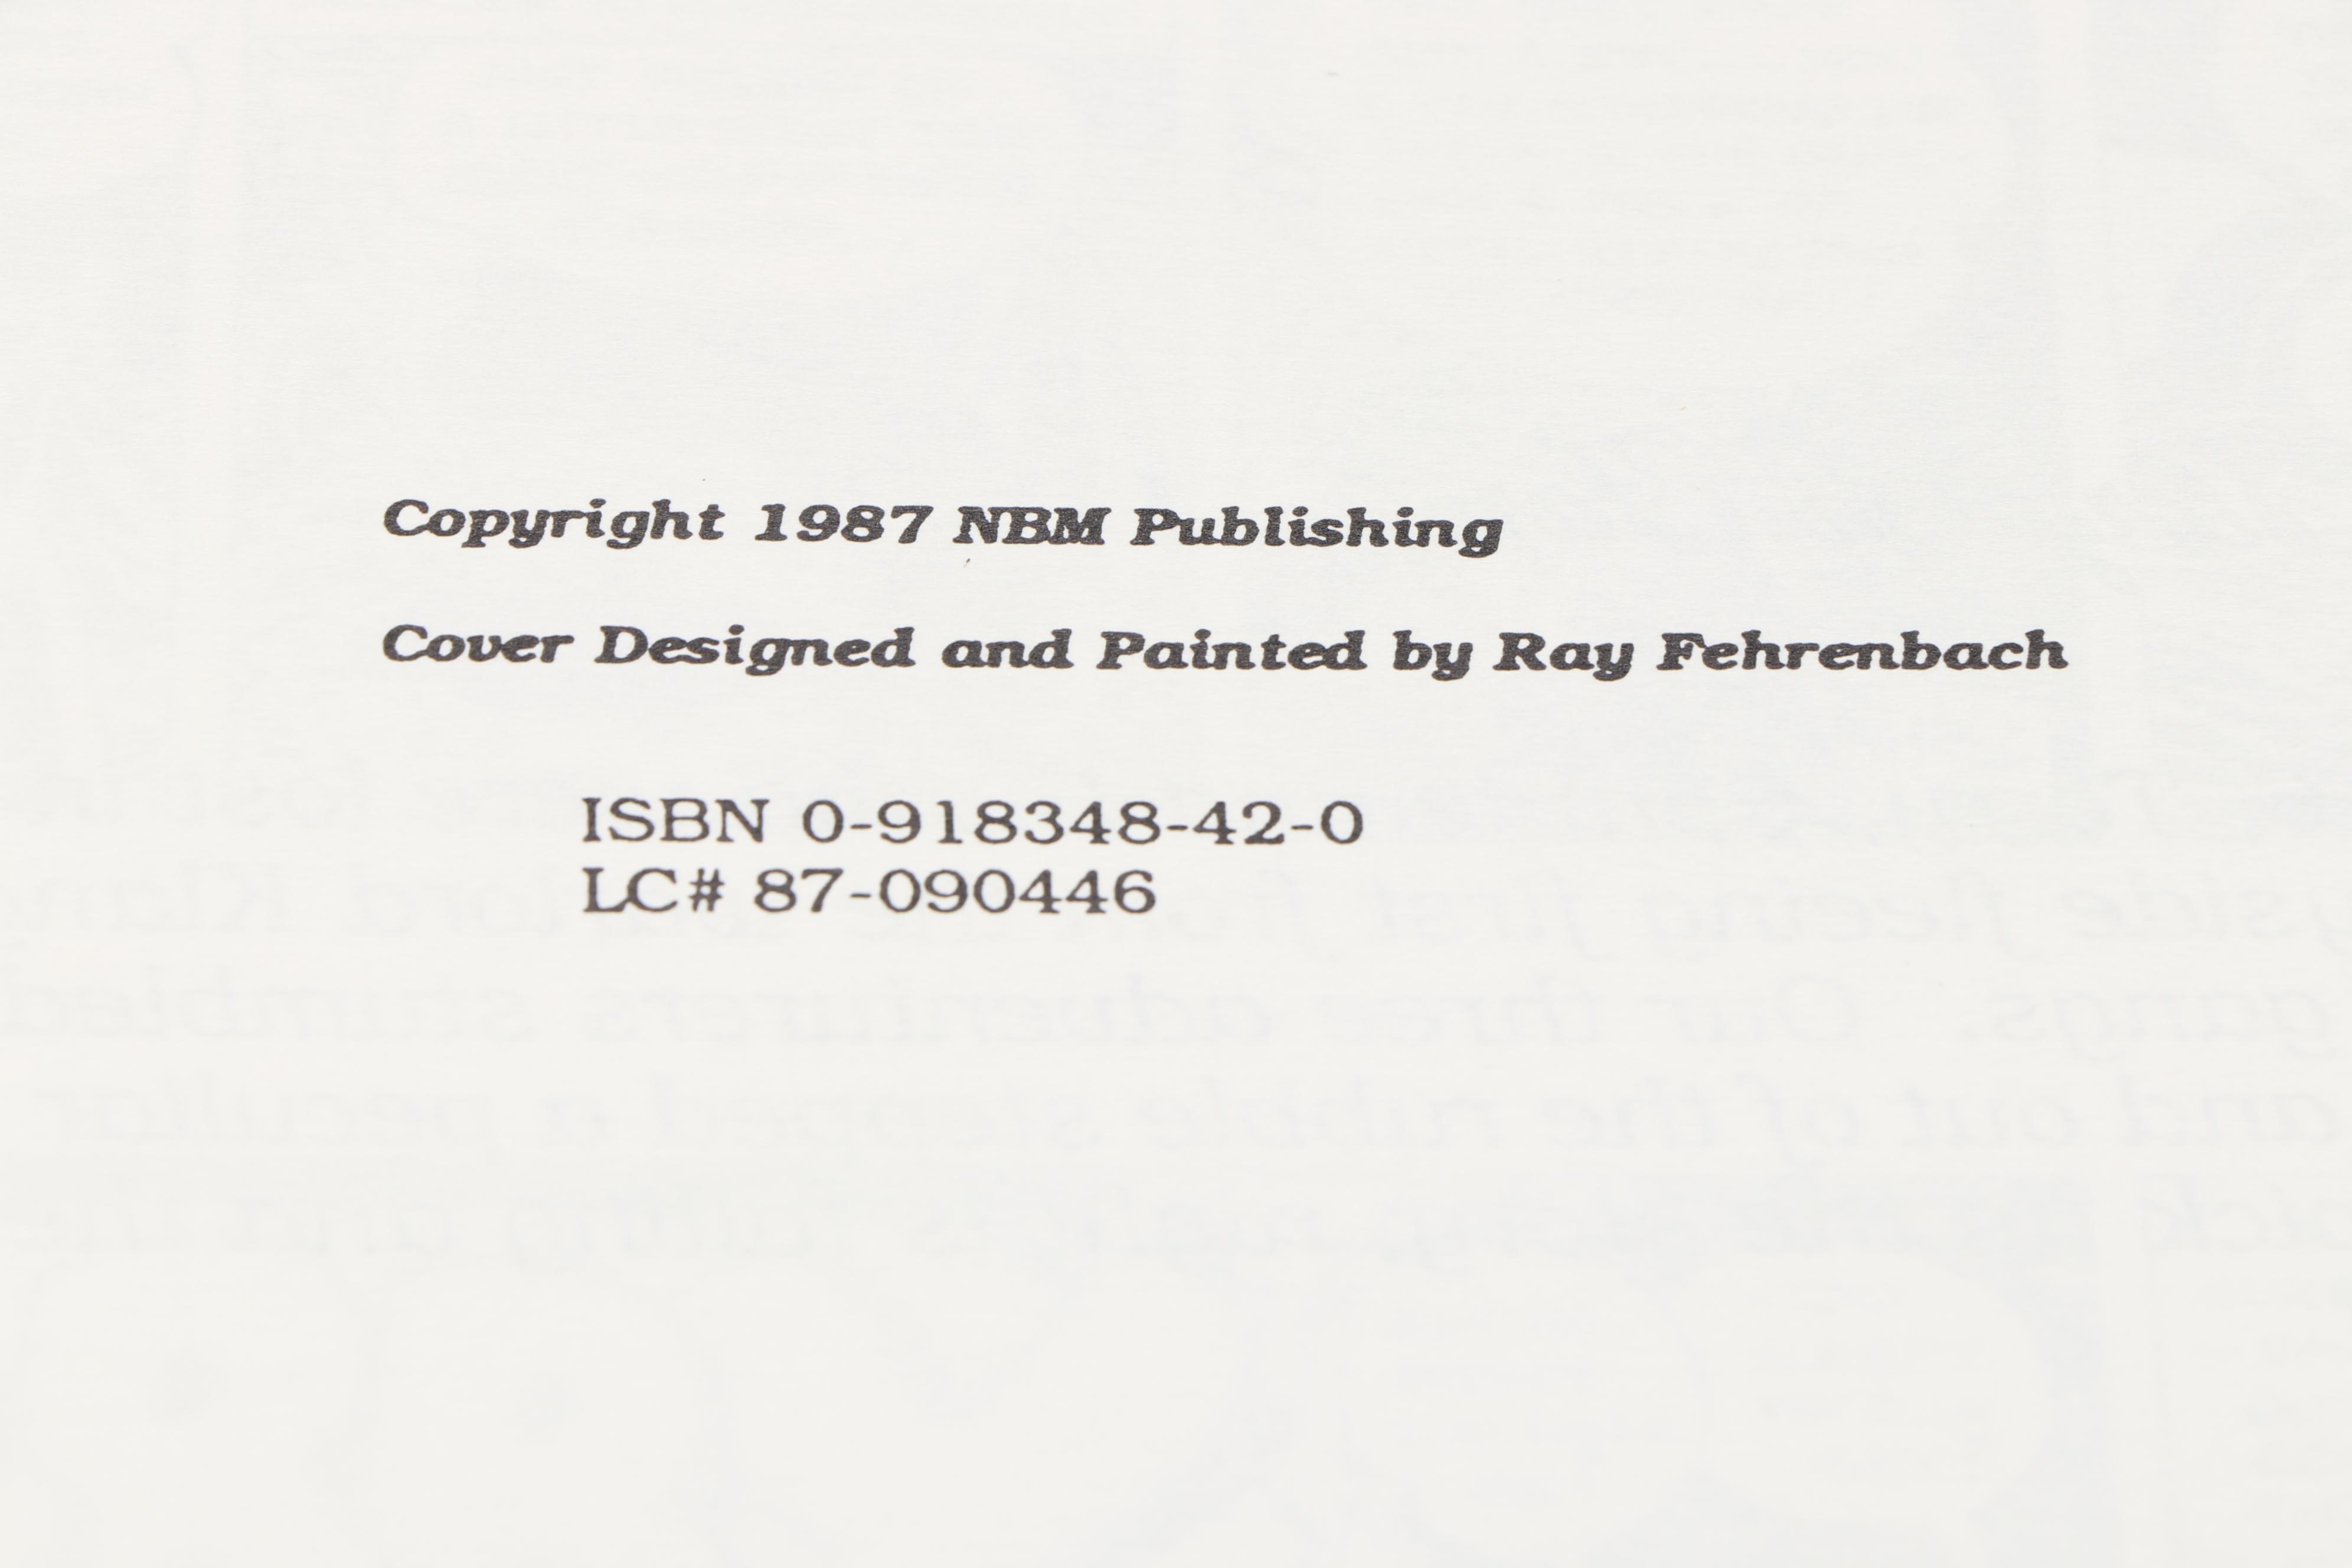 Copyright 1987 NBM Publishing
Cover Designed and Painted by Ray Fehrenbach
ISBN 0-918348-42-0
LC# 87-090446